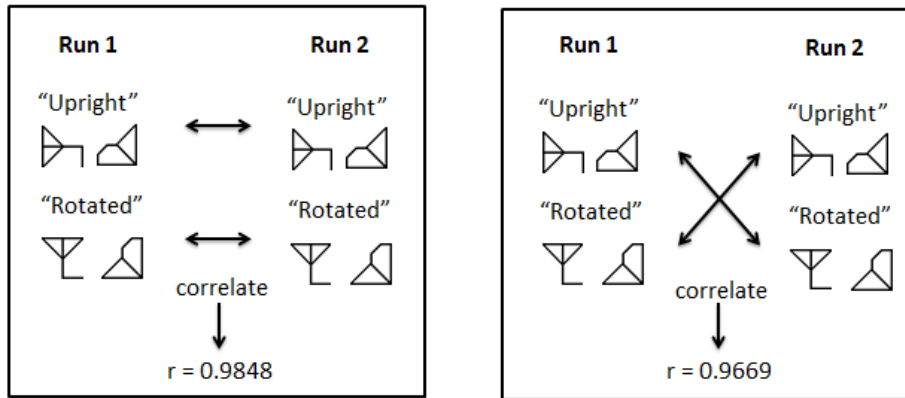 Run 1
Run 2
“Upright”
“Upright”
“Rotated”
“Rotated”
correlate
r = 0.9848
Run 1
Run 2
“Upright”
“Upright”
“Rotated”
“Rotated”
correlate
r = 0.9669